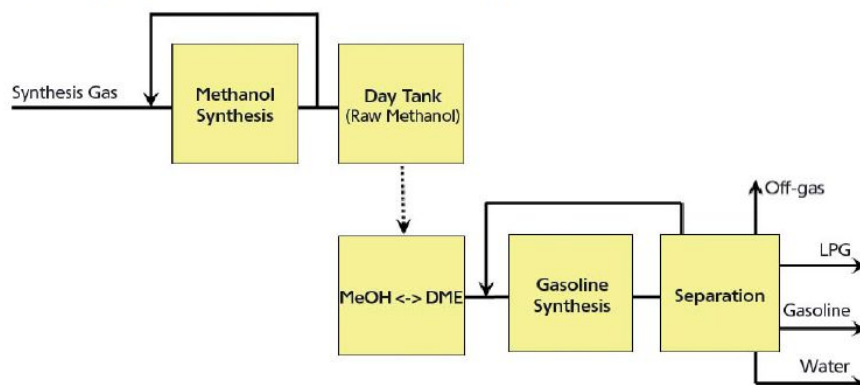 Synthesis Gas
Methanol
Synthesis
Day Tank
(Raw Methanol)
MeOH <-> DME
Gasoline
Synthesis
Separation
Off-gas
LPG
Gasoline
Water